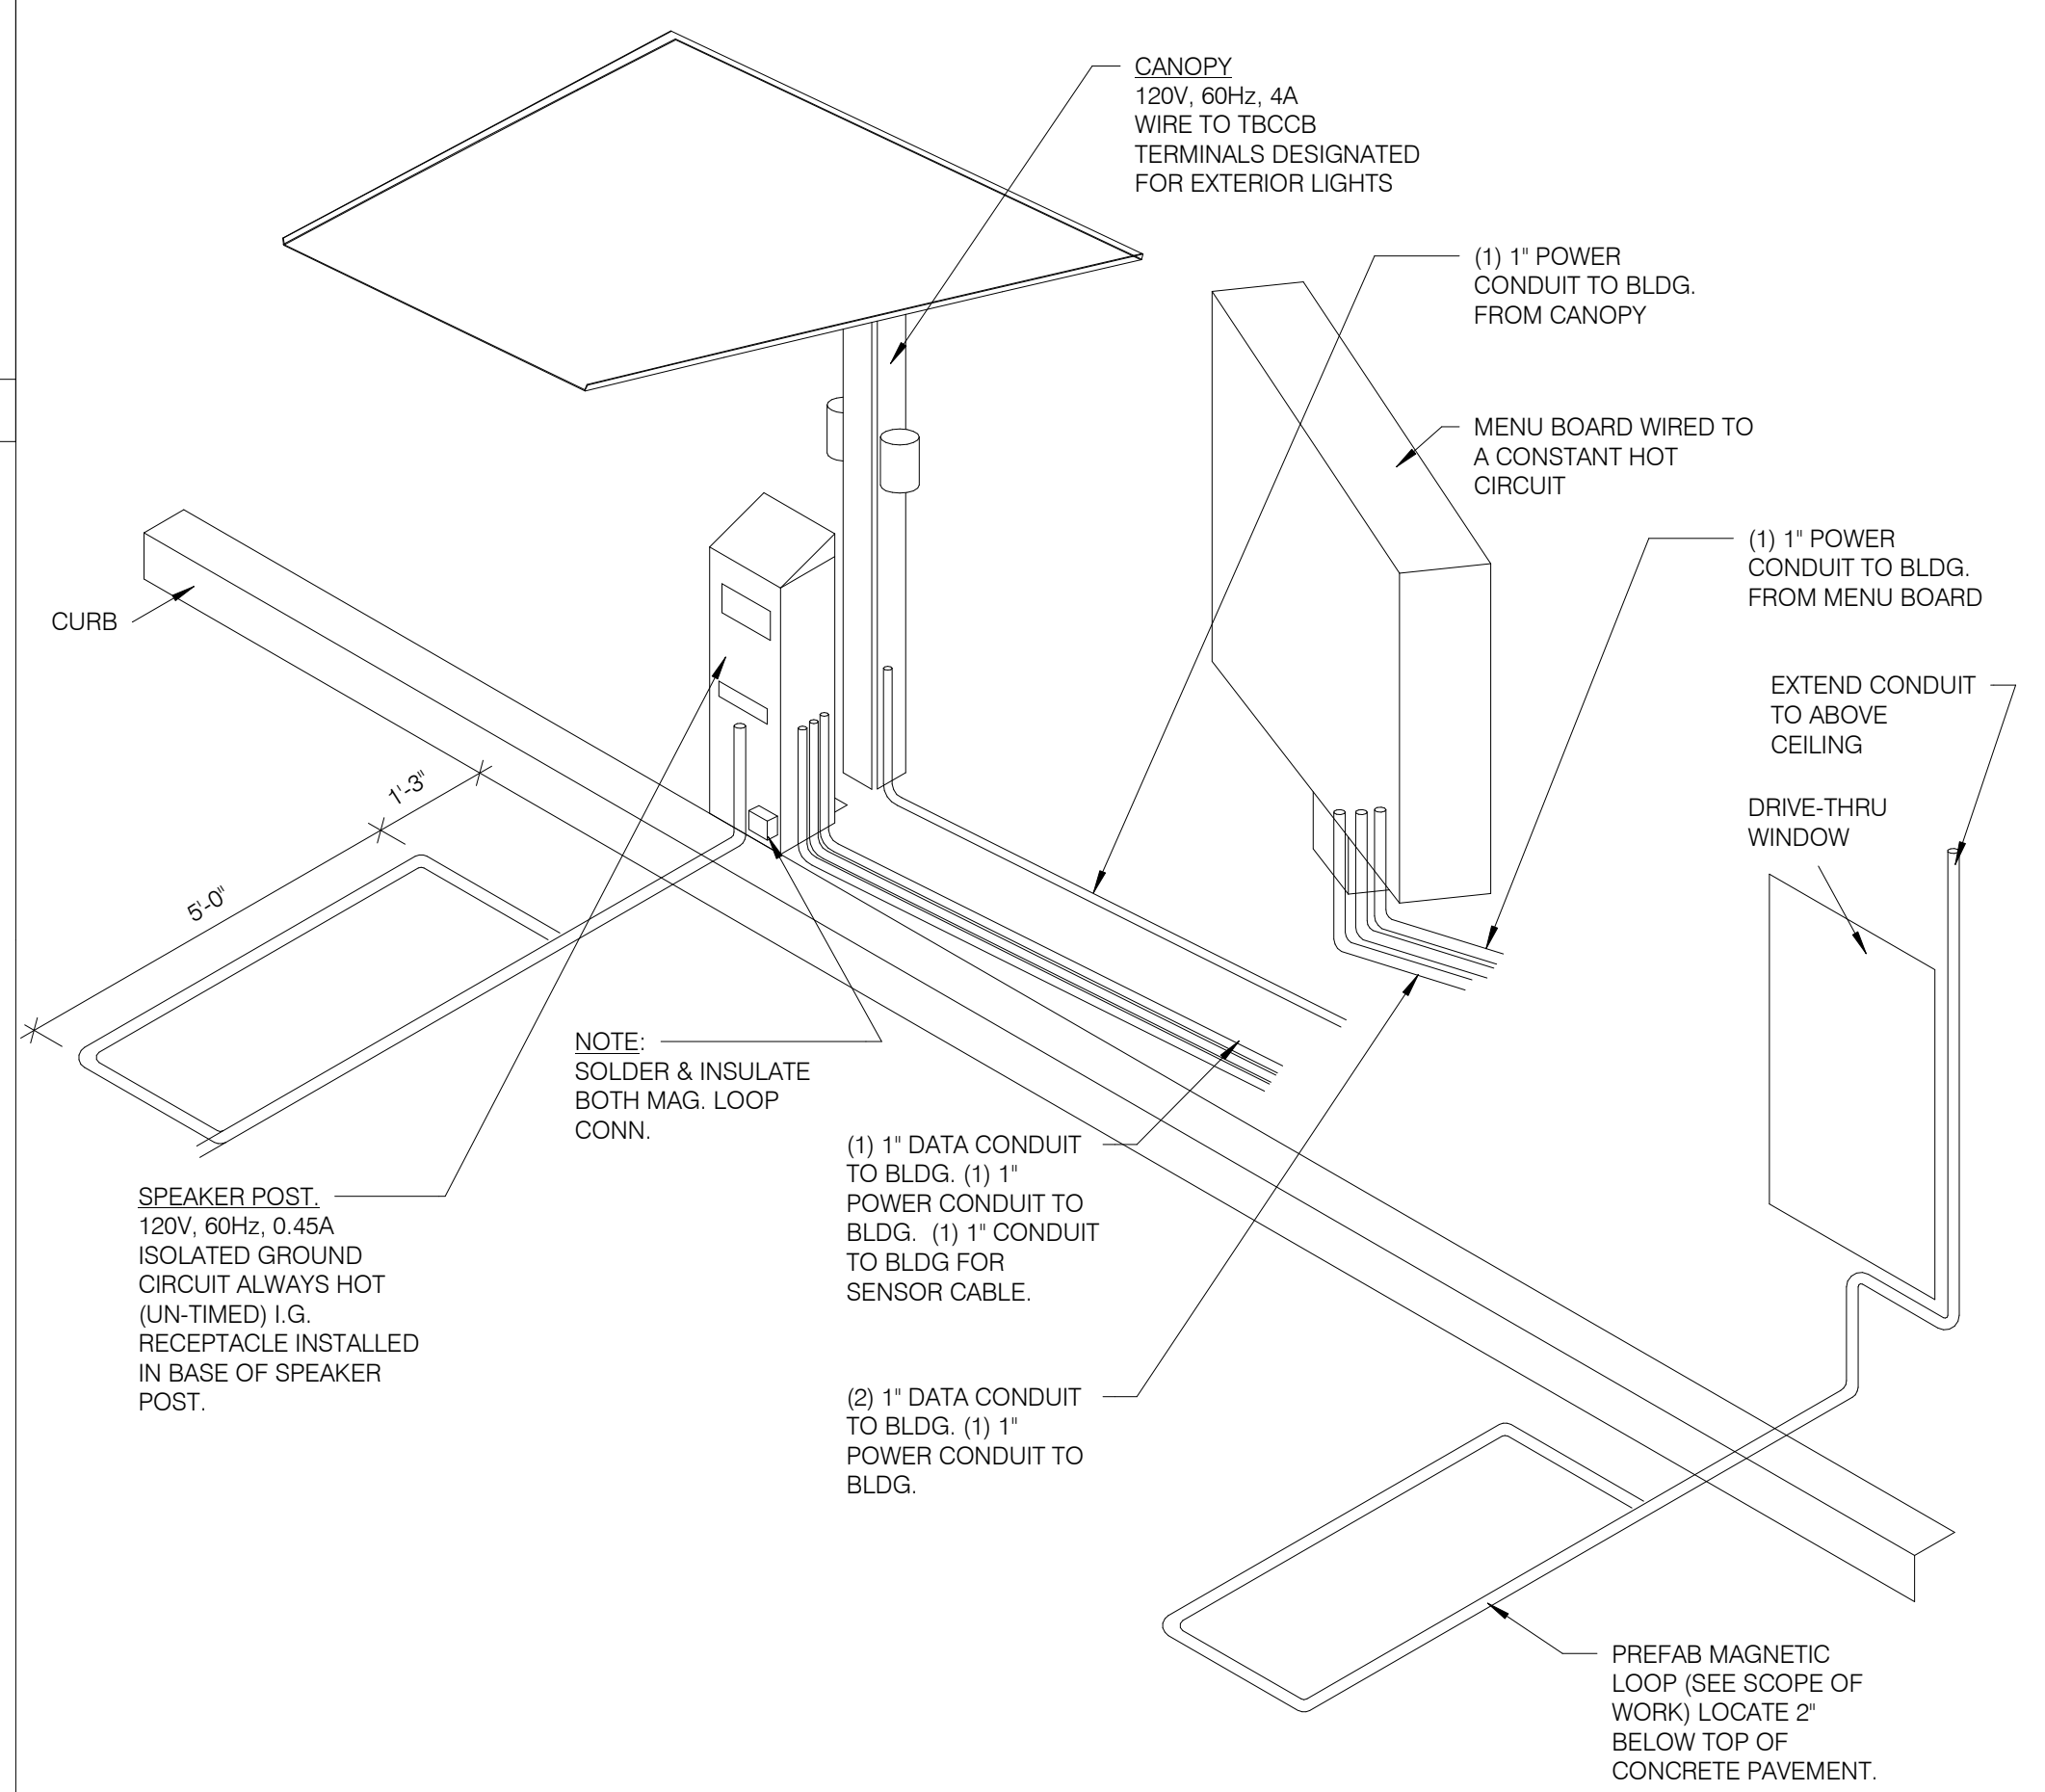 CANOPY
120V, 60Hz, 4A
WIRE TO TBCCB
TERMINALS DESIGNATED
FOR EXTERIOR LIGHTS
(1) 1" POWER
CONDUIT TO BLDG.
FROM CANOPY
MENU BOARD WIRED TO
A CONSTANT HOT
CIRCUIT
(1) 1" POWER
CONDUIT TO BLDG.
FROM MENU BOARD
CURB
EXTEND CONDUIT
TO ABOVE
CEILING
DRIVE-THRU
WINDOW
1'-3"
5'-0"
NOTE:
SOLDER & INSULATE
BOTH MAG. LOOP
CONN.
(1) 1" DATA CONDUIT
TO BLDG. (1) 1"
POWER CONDUIT TO
BLDG. (1) 1" CONDUIT
TO BLDG FOR
SENSOR CABLE.
SPEAKER POST.
120V, 60Hz, 0.45A
ISOLATED GROUND
CIRCUIT ALWAYS HOT
(UN-TIMED) I.G.
RECEPTACLE INSTALLED
IN BASE OF SPEAKER
POST.
(2) 1" DATA CONDUIT
TO BLDG. (1) 1"
POWER CONDUIT TO
BLDG.
PREFAB MAGNETIC
LOOP (SEE SCOPE OF
WORK) LOCATE 2"
BELOW TOP OF
CONCRETE PAVEMENT.